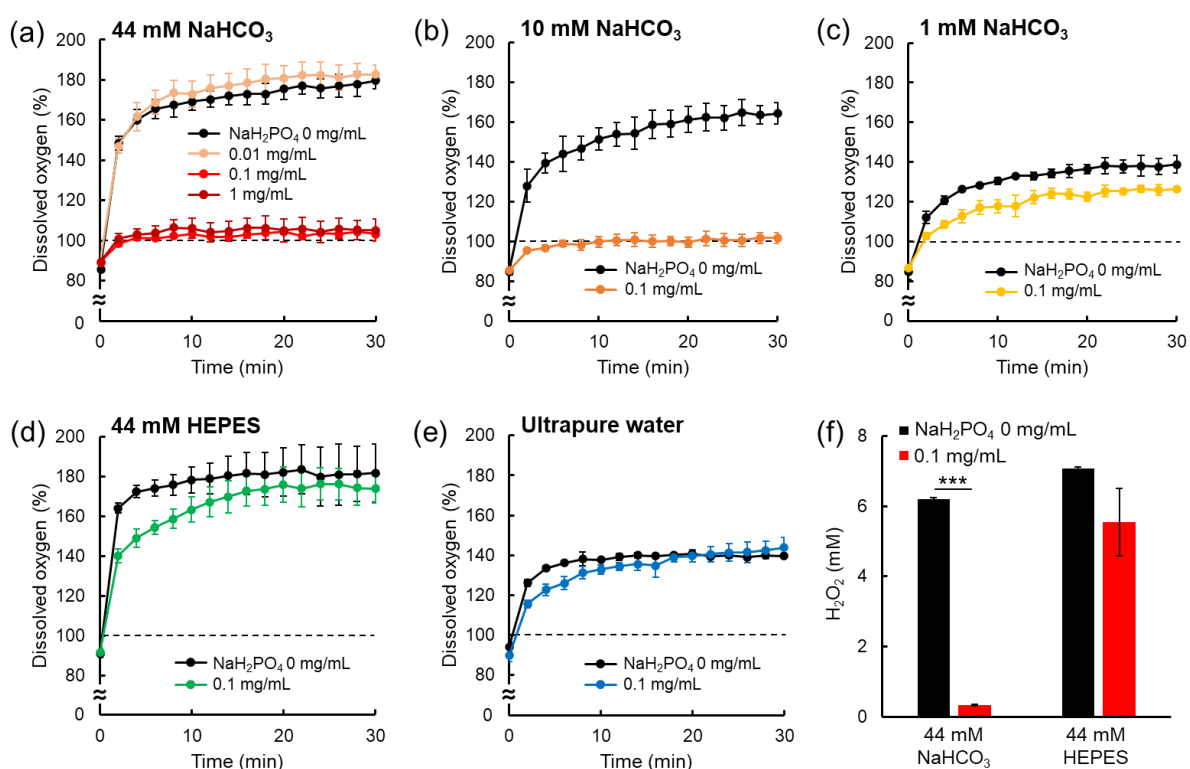 (a) 44 mM NaHCO₃
Dissolved oxygen (%)
200
180
160
140
120
100
80
0
≈
NaH₂PO₄ 0 mg/mL
0.01 mg/mL
0.1 mg/mL
1 mg/mL
0 10 20 30
Time (min)
(b) 10 mM NaHCO₃
Dissolved oxygen (%)
200
180
160
140
120
100
80
0
≈
NaH₂PO₄ 0 mg/mL
0.1 mg/mL
0 10 20 30
Time (min)
(c) 1 mM NaHCO₃
Dissolved oxygen (%)
200
180
160
140
120
100
80
0
≈
NaH₂PO₄ 0 mg/mL
0.1 mg/mL
0 10 20 30
Time (min)
(d) 44 mM HEPES
Dissolved oxygen (%)
200
180
160
140
120
100
80
0
≈
NaH₂PO₄ 0 mg/mL
0.1 mg/mL
0 10 20 30
Time (min)
(e) Ultrapure water
Dissolved oxygen (%)
200
180
160
140
120
100
80
0
≈
NaH₂PO₄ 0 mg/mL
0.1 mg/mL
0 10 20 30
Time (min)
(f)
NaH₂PO₄ 0 mg/mL
0.1 mg/mL
H₂O₂ (mM)
8
6
4
2
0
***
44 mM
NaHCO₃
44 mM
HEPES